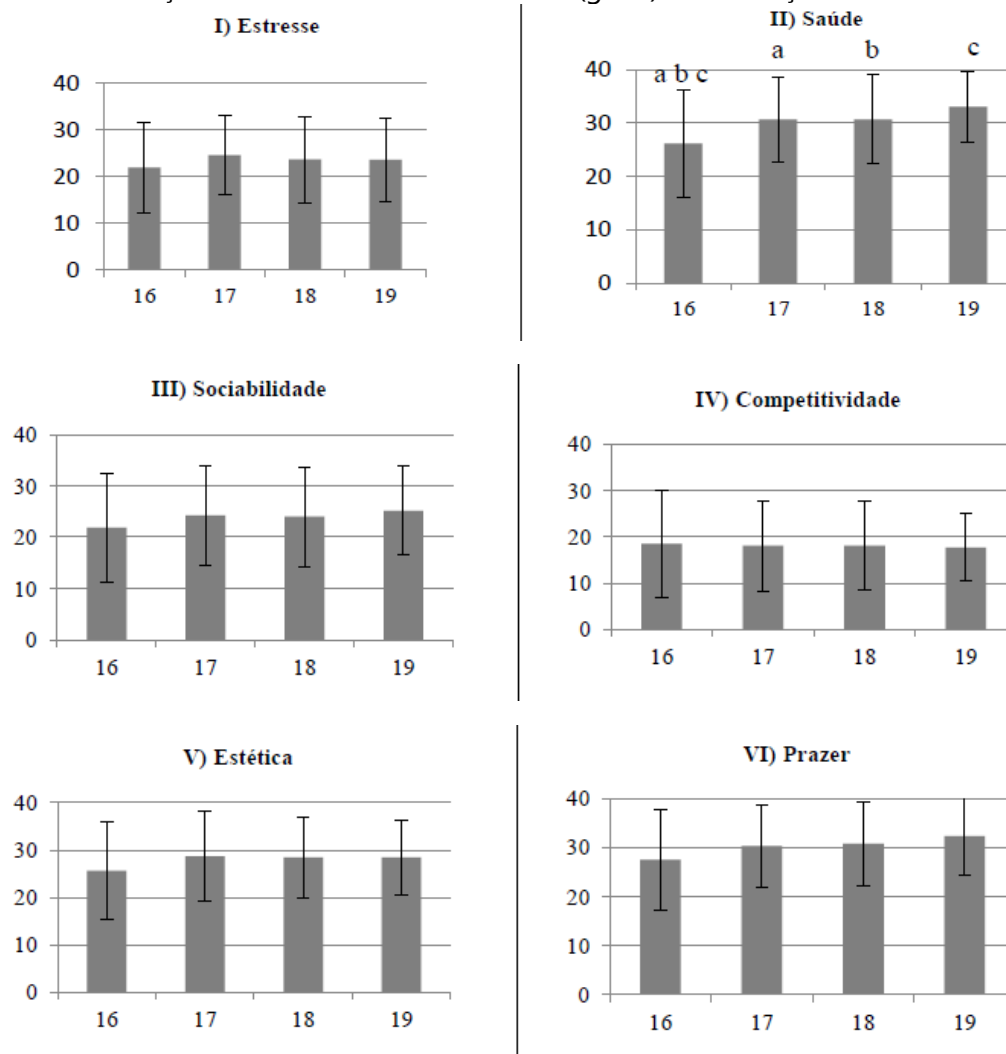 I) Estresse
40
30
20
10
0
16 17 18 19
II) Saúde
a b c a b c
40
30
20
10
0
16 17 18 19
III) Sociabilidade
40
30
20
10
0
16 17 18 19
IV) Competitividade
40
30
20
10
0
16 17 18 19
V) Estética
40
30
20
10
0
16 17 18 19
VI) Prazer
40
30
20
10
0
16 17 18 19